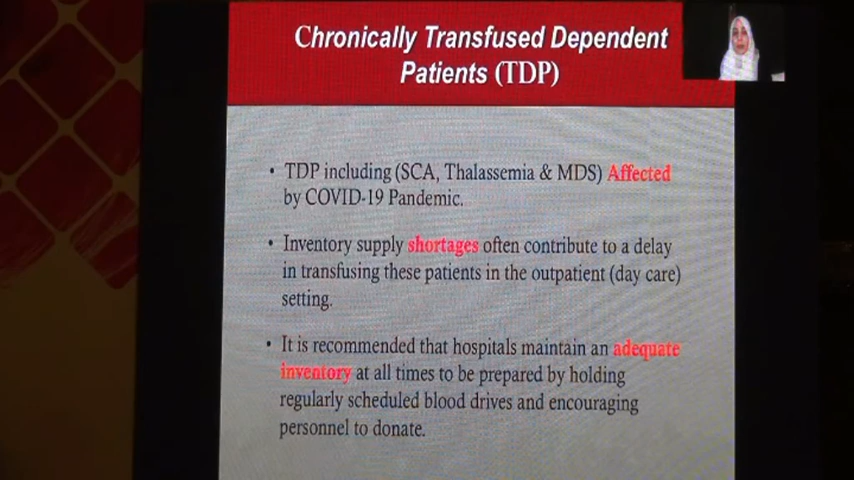 Chronically Transfused Dependent
Patients (TDP)
• TDP including (SCA, Thalassemia & MDS) Affected
by COVID-19 Pandemic.
• Inventory supply shortages often contribute to a delay
in transfusing these patients in the outpatient (day care)
setting.
• It is recommended that hospitals maintain an adequate
inventory at all times to be prepared by holding
regularly scheduled blood drives and encouraging
personnel to donate.